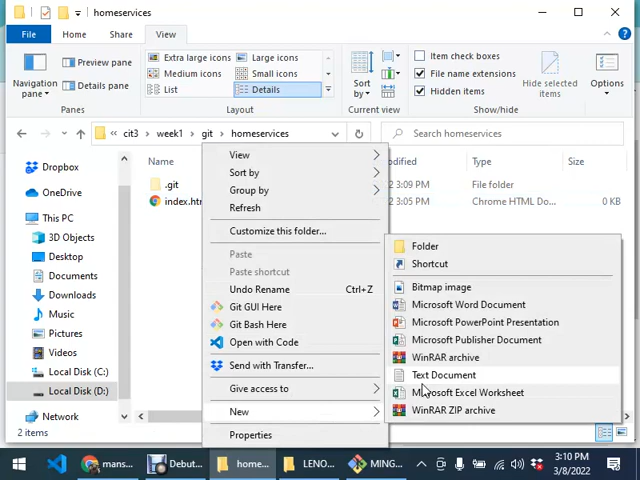 homeservices
File
Home
Share
View
Navigation pane
Preview pane
Details pane
Panes
Extra large icons
Large icons
Medium icons
Small icons
List
Details
Layout
Sort by
Current view
Item check boxes
File name extensions
Hidden items
Hide selected items
Show/hide
Options
« cit3 > week1 > git > homeservices
Search homeservices
Name
Type
Size
.git
2 3:09 PM
File folder
2 3:05 PM
Chrome HTML Do...
0 KB
Dropbox
OneDrive
This PC
3D Objects
Desktop
Documents
Downloads
Music
Pictures
Videos
Local Disk (C:)
Local Disk (D:)
Network
2 items
View
Sort by
Group by
Refresh
Customize this folder...
Paste
Paste shortcut
Undo Rename Ctrl+Z
Git GUI Here
Git Bash Here
Open with Code
Send with Transfer...
Give access to
New
Properties
Folder
Shortcut
Bitmap image
Microsoft Word Document
Microsoft PowerPoint Presentation
Microsoft Publisher Document
WinRAR archive
Text Document
Microsoft Excel Worksheet
WinRAR ZIP archive
mans...
Debut...
home...
LENO...
MING...
3:10 PM
3/8/2022